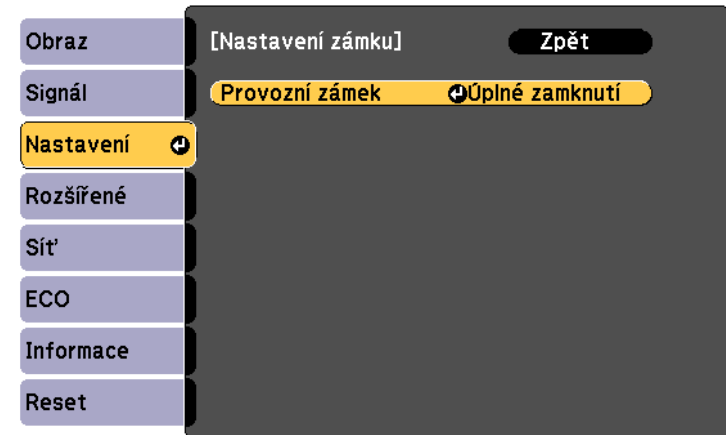 Obraz
Signál
Nastavení
Rozšířené
Síť
ECO
Informace
Reset
[Nastavení zámku] Zpět
Provozní zámek Úplné zamknutí